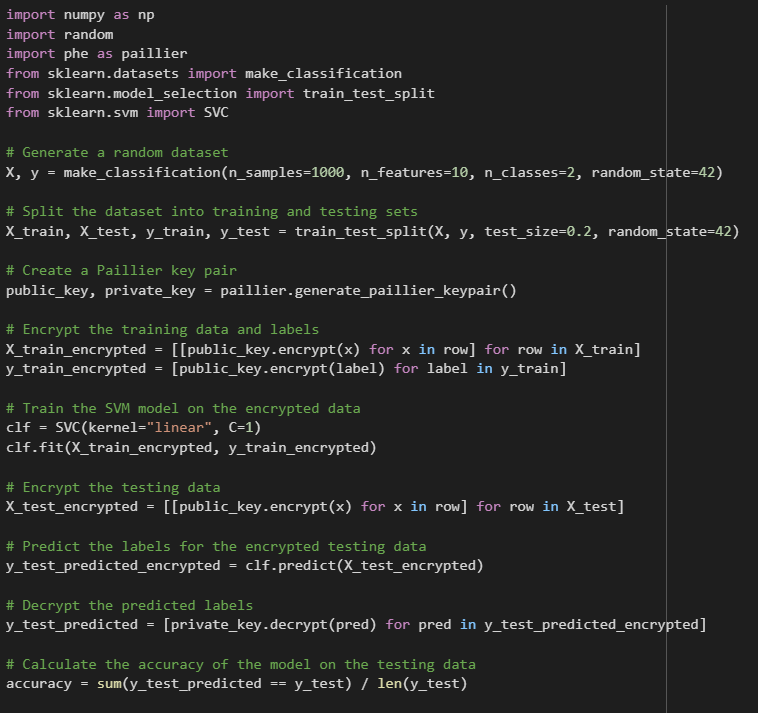 import numpy as np
import random
import phe as paillier
from sklearn.datasets import make_classification
from sklearn.model_selection import train_test_split
from sklearn.svm import SVC
# Generate a random dataset
X, y = make_classification(n_samples=1000, n_features=10, n_classes=2, random_state=42)
# Split the dataset into training and testing sets
X_train, X_test, y_train, y_test = train_test_split(X, y, test_size=0.2, random_state=42)
# Create a Paillier key pair
public_key, private_key = paillier.generate_paillier_keypair()
# Encrypt the training data and labels
X_train_encrypted = [[public_key.encrypt(x) for x in row] for row in X_train]
y_train_encrypted = [public_key.encrypt(label) for label in y_train]
# Train the SVM model on the encrypted data
clf = SVC(kernel="linear", C=1)
clf.fit(X_train_encrypted, y_train_encrypted)
# Encrypt the testing data
X_test_encrypted = [[public_key.encrypt(x) for x in row] for row in X_test]
# Predict the labels for the encrypted testing data
y_test_predicted_encrypted = clf.predict(X_test_encrypted)
# Decrypt the predicted labels
y_test_predicted = [private_key.decrypt(pred) for pred in y_test_predicted_encrypted]
# Calculate the accuracy of the model on the testing data
accuracy = sum(y_test_predicted == y_test) / len(y_test)